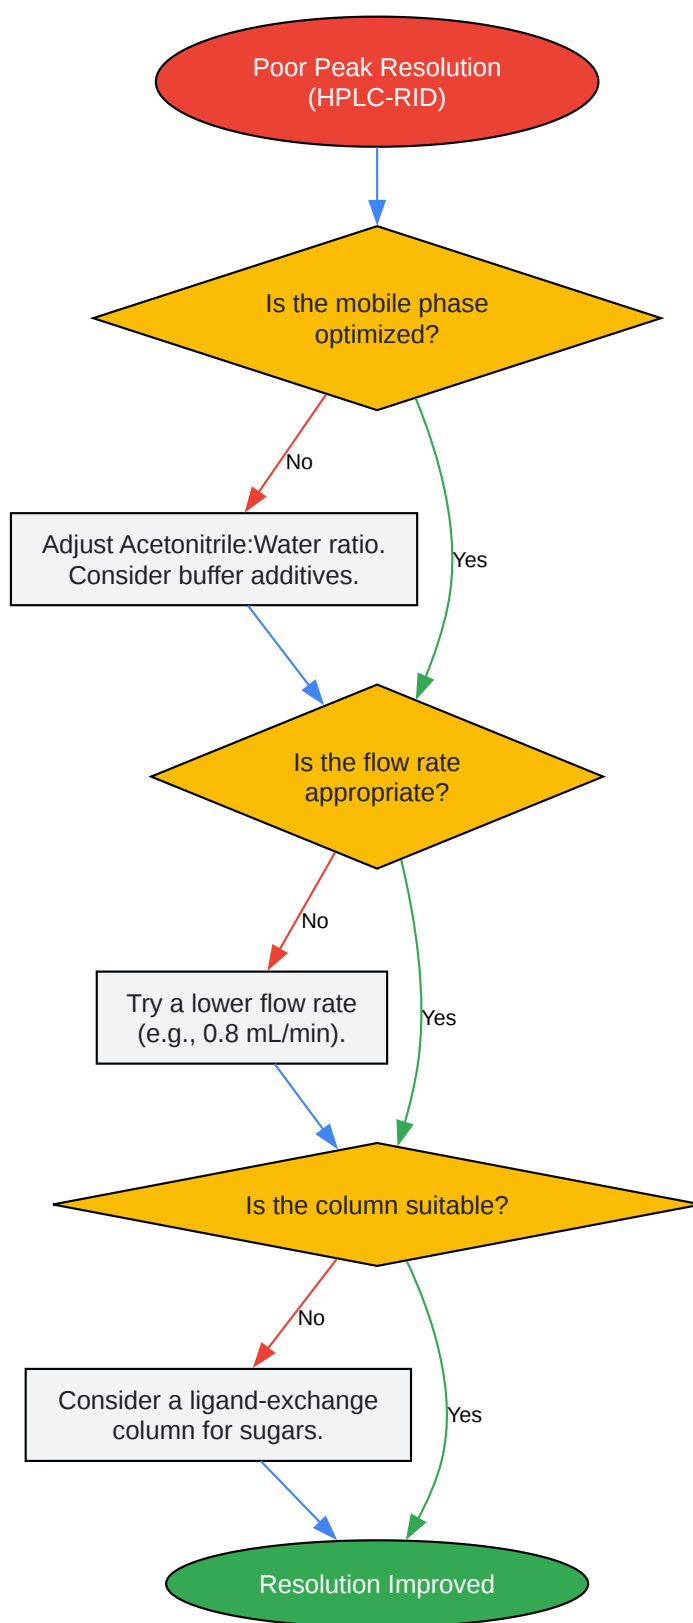 Poor Peak Resolution
(HPLC-RID)
Is the mobile phase
optimized?
No
Adjust Acetonitrile:Water ratio.
Consider buffer additives.
Yes
Is the flow rate
appropriate?
No
Try a lower flow rate
(e.g., 0.8 mL/min).
Yes
Is the column suitable?
No
Consider a ligand-exchange
column for sugars.
Yes
Resolution Improved